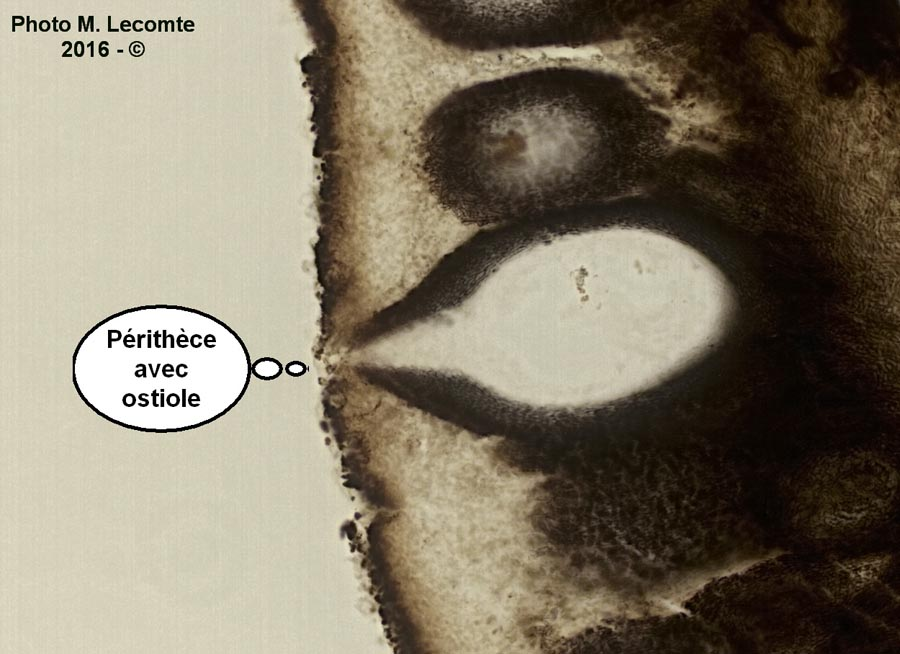 Photo M. Lecomte
2016 - ©
Périthèce
avec
ostiole